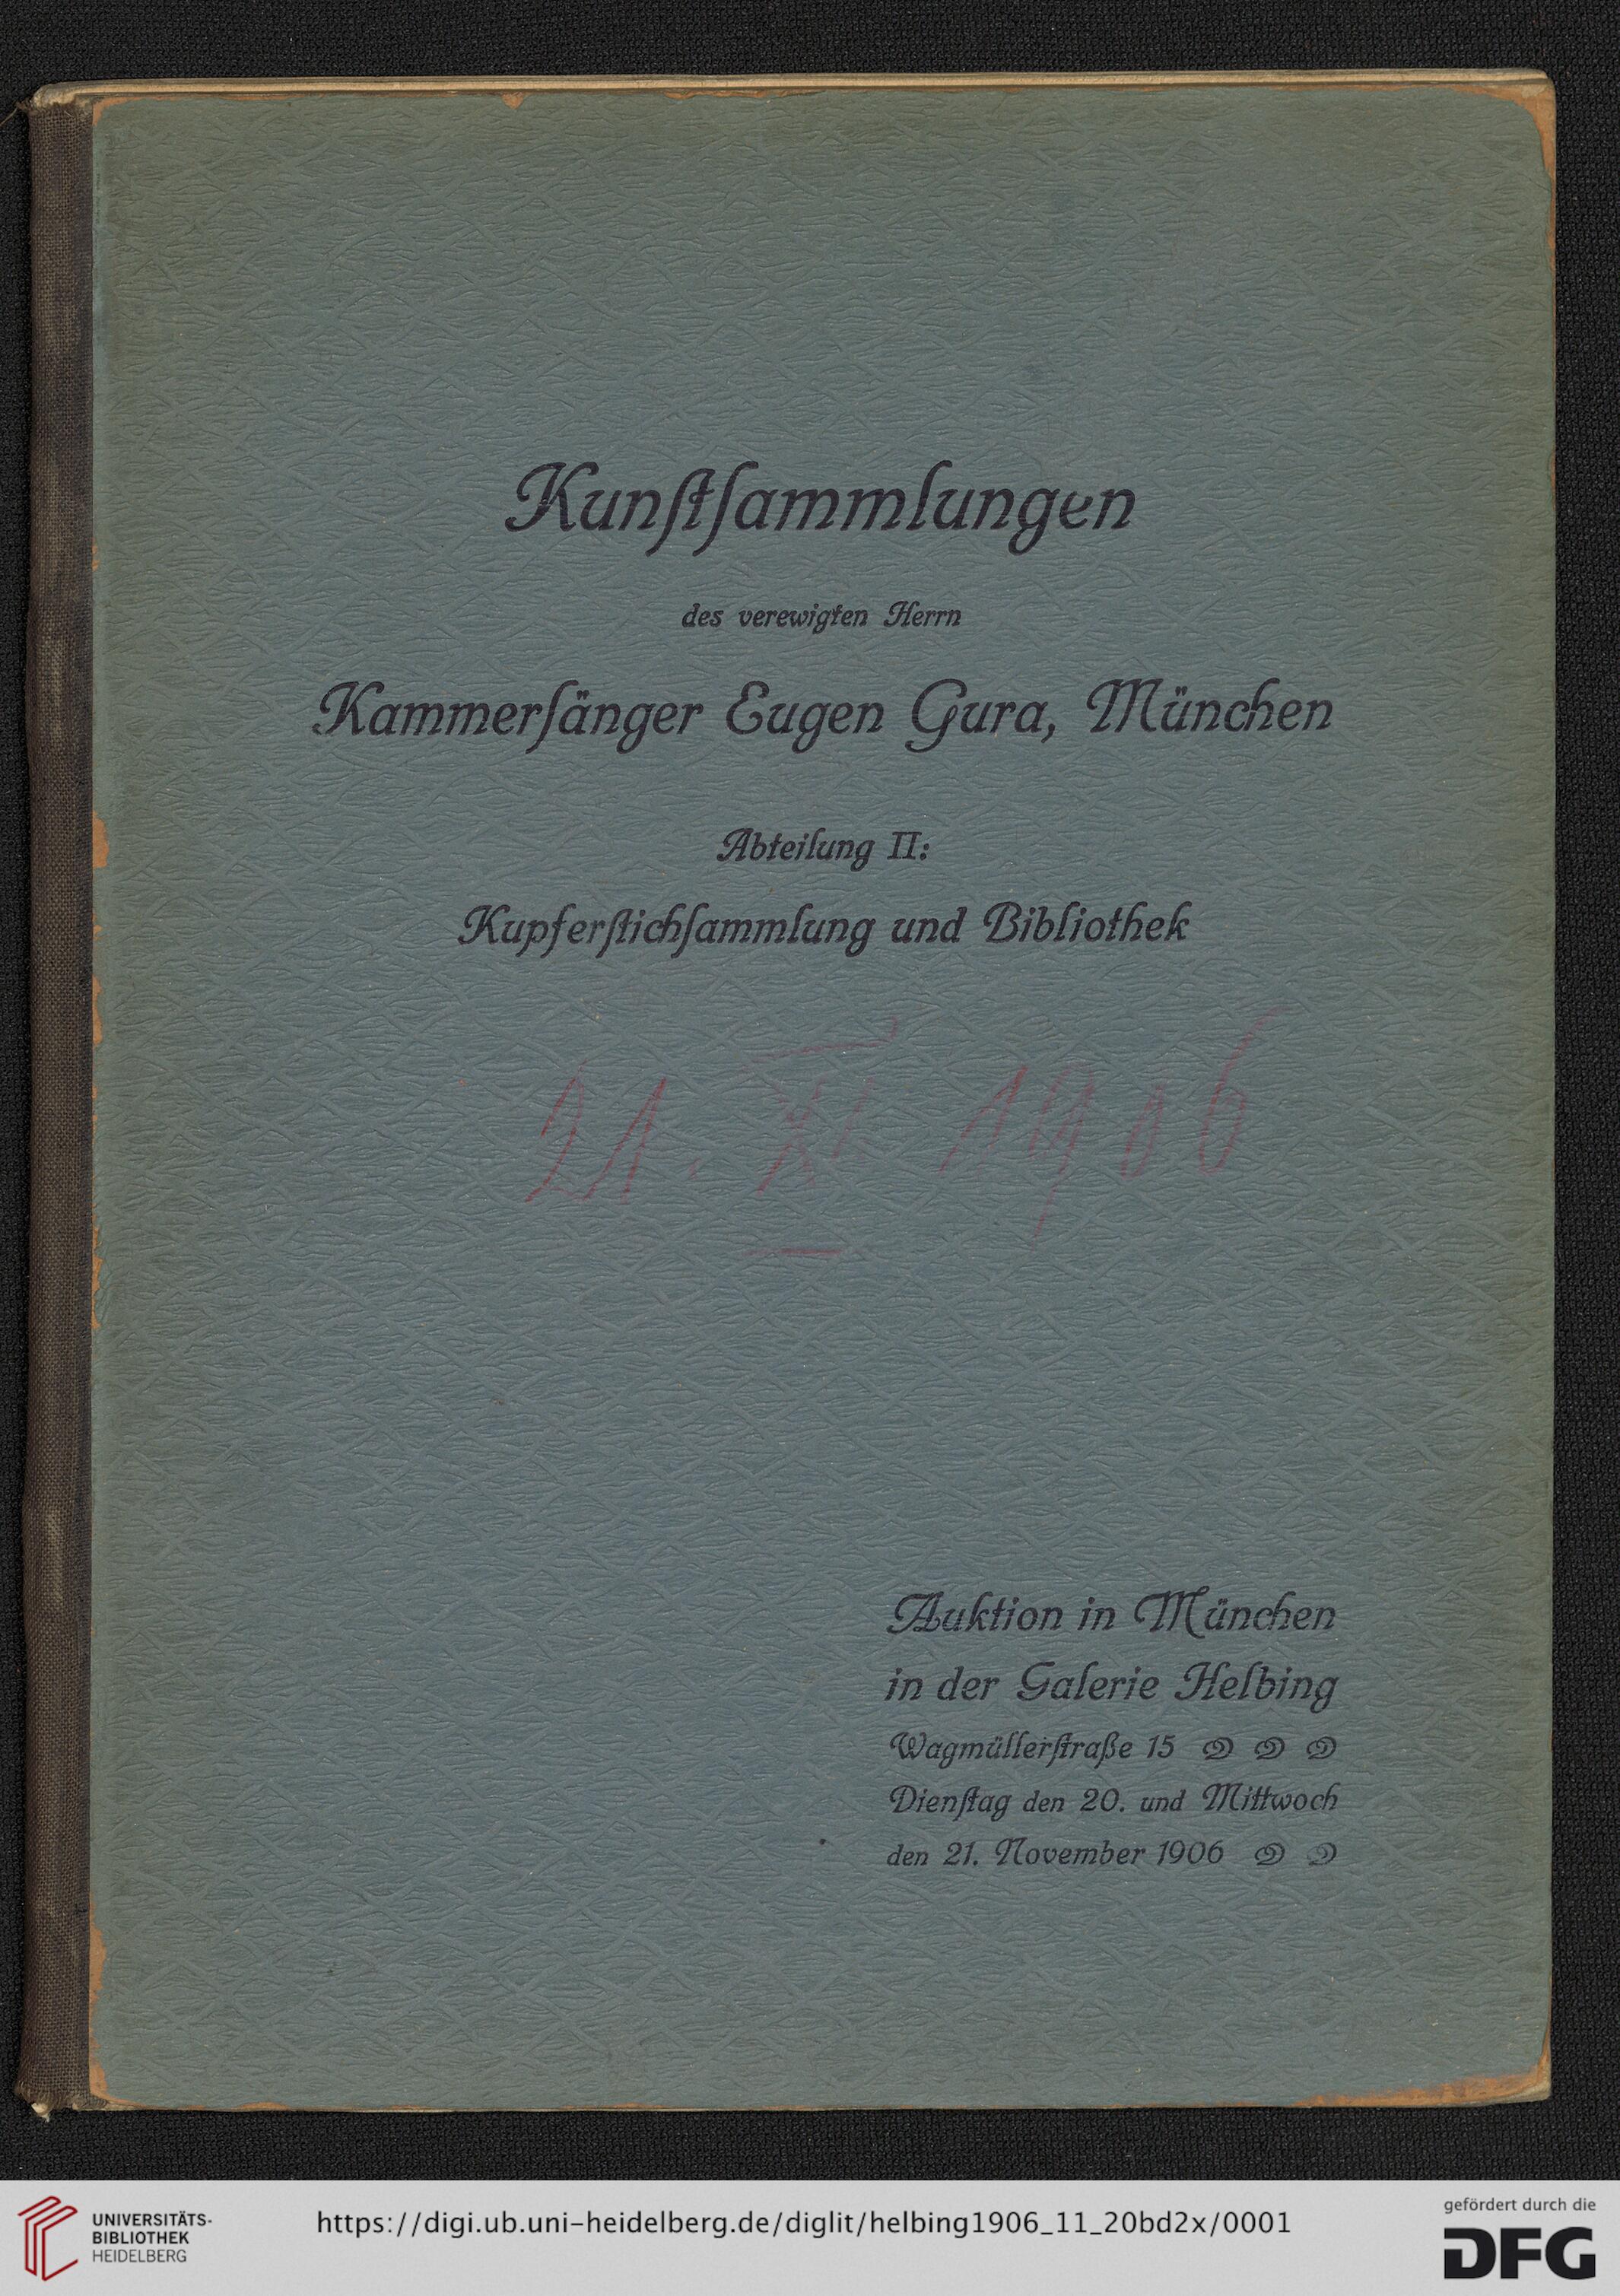 Kunſtſammlungen
des verewigten Herrn
Kammerſänger Eugen Gura, München
Abteilung II:
Kupferſtichſammlung und Bibliothek
21. XI 1906
Auktion in München
in der Galerie Helbing
Wagmüllerſtraße 15
Dienſtag den 20. und Mittwoch
den 21. November 1906
UNIVERSITÄTS-
BIBLIOTHEK
HEIDELBERG
https://digi.ub.uni-heidelberg.de/diglit/helbing1906_11_20bd2x/0001
gefördert durch die
DFG